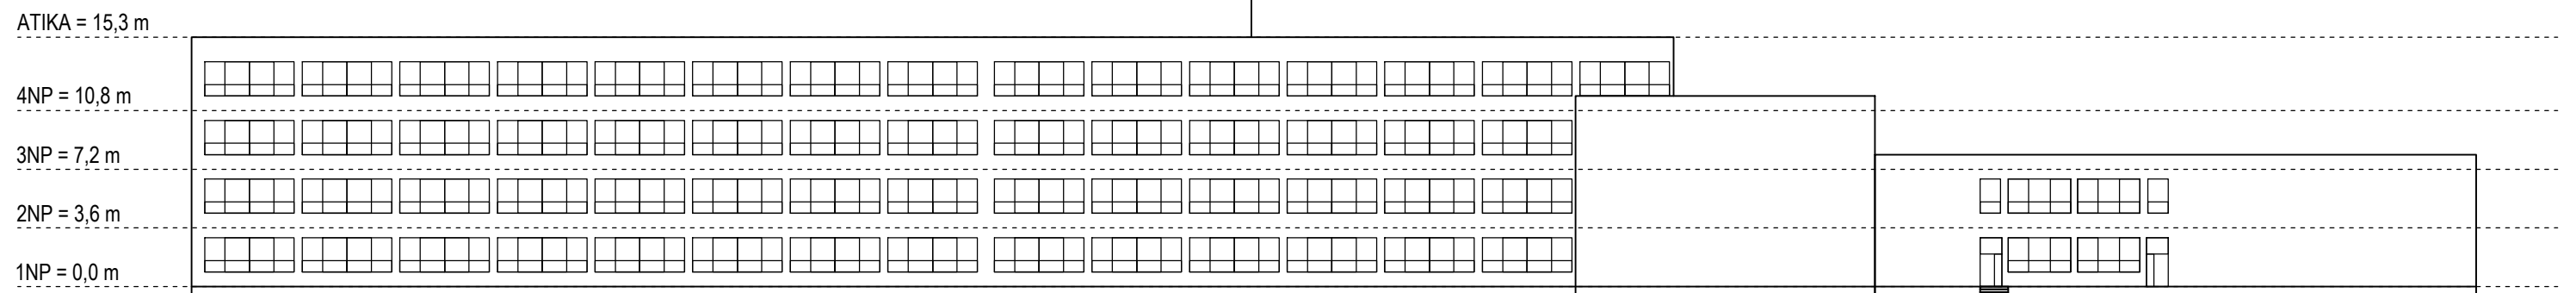 ATIKA = 15,3 m
4NP = 10,8 m
3NP = 7,2 m
2NP = 3,6 m
1NP = 0,0 m